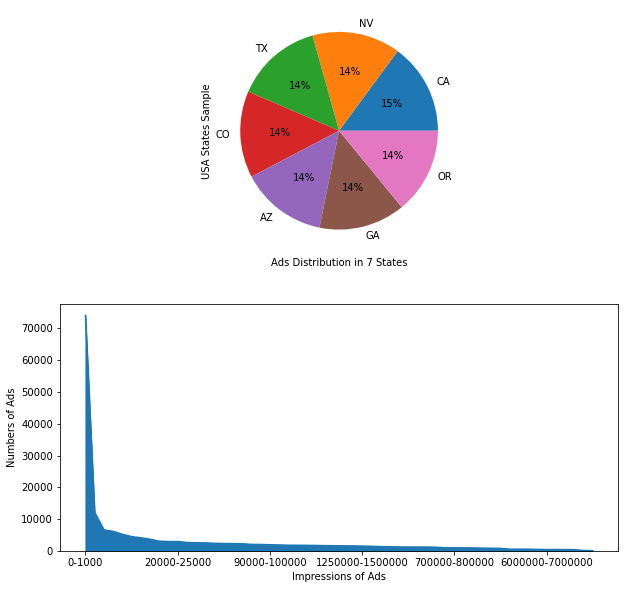 NV
TX
CA
14%
14%
15%
USA States Sample
CO
14%
14%
14%
14%
OR
AZ
GA
Ads Distribution in 7 States
70000
60000
50000
40000
30000
20000
10000
0
Numbers of Ads
0-1000
20000-25000
90000-100000
1250000-1500000
700000-800000
6000000-7000000
Impressions of Ads